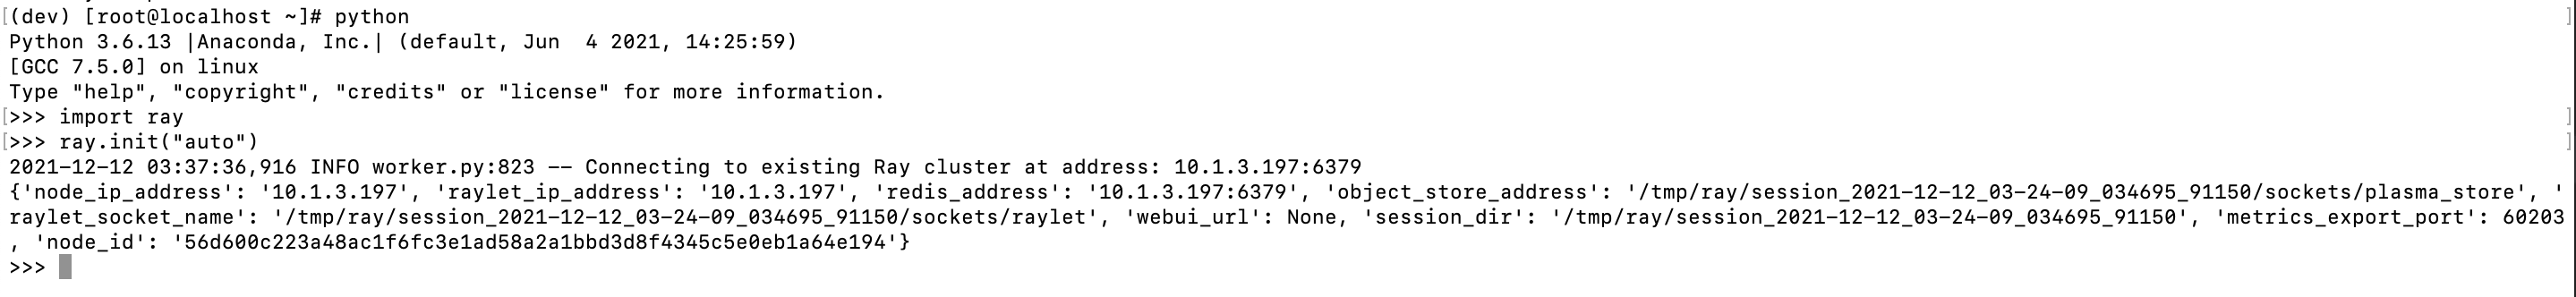 (dev) [root@localhost ~]# python
Python 3.6.13 |Anaconda, Inc.| (default, Jun  4 2021, 14:25:59)
[GCC 7.5.0] on linux
Type "help", "copyright", "credits" or "license" for more information.
>>> import ray
>>> ray.init("auto")
2021-12-12 03:37:36,916 INFO worker.py:823 -- Connecting to existing Ray cluster at address: 10.1.3.197:6379
{'node_ip_address': '10.1.3.197', 'raylet_ip_address': '10.1.3.197', 'redis_address': '10.1.3.197:6379', 'object_store_address': '/tmp/ray/session_2021-12-12_03-24-09_034695_91150/sockets/plasma_store', '
raylet_socket_name': '/tmp/ray/session_2021-12-12_03-24-09_034695_91150/sockets/raylet', 'webui_url': None, 'session_dir': '/tmp/ray/session_2021-12-12_03-24-09_034695_91150', 'metrics_export_port': 60203
, 'node_id': '56d600c223a48ac1f6fc3e1ad58a2a1bbd3d8f4345c5e0eb1a64e194'}
>>>